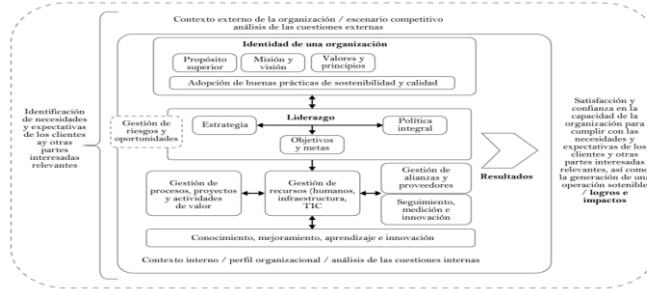 Contexto externo de la organización / escenario competitivo
análisis de las cuestiones externas
Identidad de una organización
Propósito
superior
Misión y
visión
Valores y
principios
Adopción de buenas prácticas de sostenibilidad y calidad
Identificación
de necesidades
y expectativas
de los clientes
ay otras partes
interesadas
relevantes
Gestión de
riesgos y
oportunidades
Liderazgo
Estrategia
Política
integral
Objetivos
y metas
Gestión de
procesos, proyectos
y actividades
de valor
Gestión de
recursos (humanos,
infraestructura,
TIC
Gestión de
alianzas y
proveedores
Seguimiento,
medición e
innovación
Conocimiento, mejoramiento, aprendizaje e innovación
Contexto interno / perfil organizacional / análisis de las cuestiones internas
Resultados
Satisfacción y
confianza en la
capacidad de la
organización para
cumplir con las
necesidades y
expectativas de los
clientes y otras
partes interesadas
relevantes, así como
la generación de una
operación sotenible
/ logros e
impactos